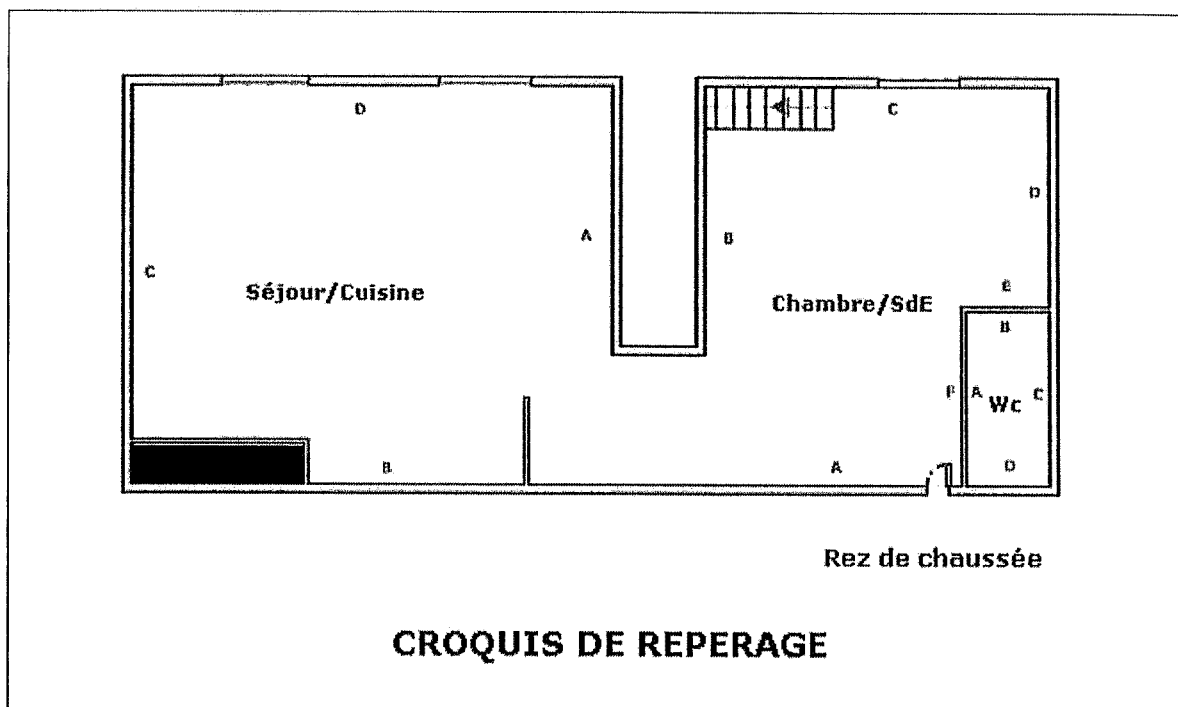 D
C
A
B
C
D
Séjour/Cuisine
Chambre/SdE
E
B
F
A
Wc
C
B
A
D
Rez de chaussée
CROQUIS DE REPERAGE